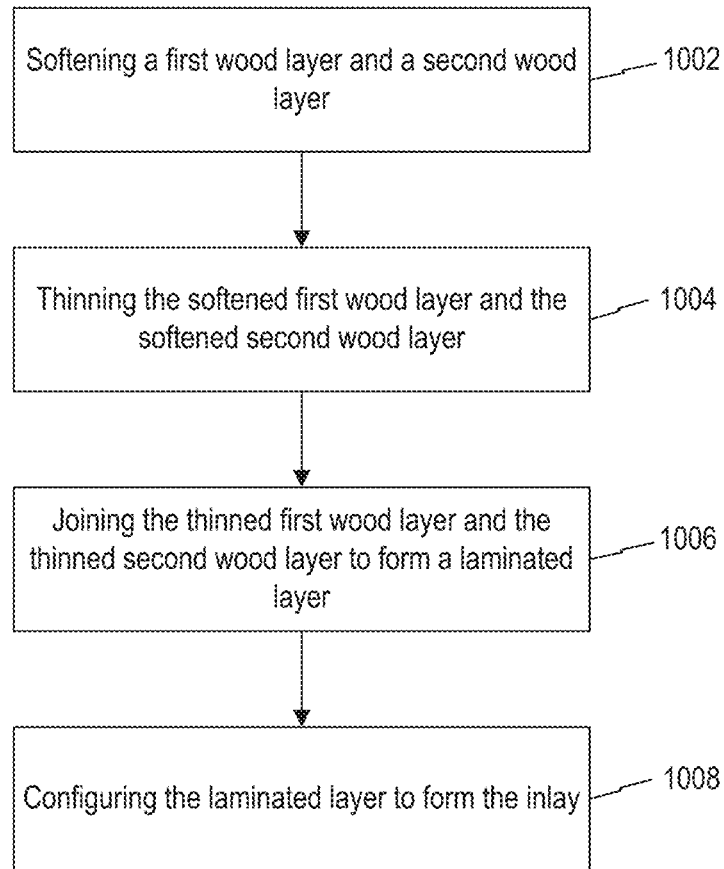 Softening a first wood layer and a second wood
layer
1002
Thinning the softened first wood layer and the
softened second wood layer
1004
Joining the thinned first wood layer and the
thinned second wood layer to form a laminated
layer
1006
Configuring the laminated layer to form the inlay
1008